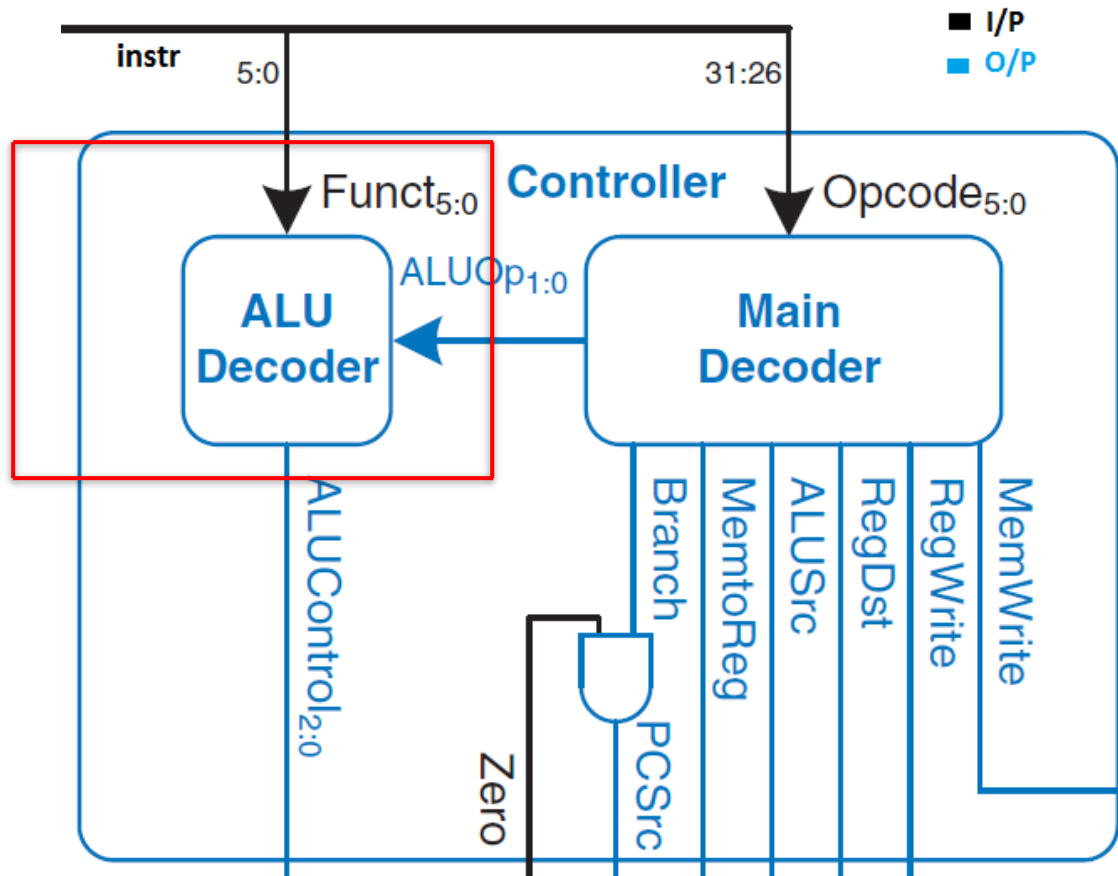 I/P
O/P
instr
5:0
31:26
Controller
Funct5:0
Opcode5:0
ALUOp1:0
ALU
Decoder
Main
Decoder
ALUControl2:0
Branch
MemtoReg
ALUSrc
RegDst
RegWrite
MemWrite
Zero
PCSrc